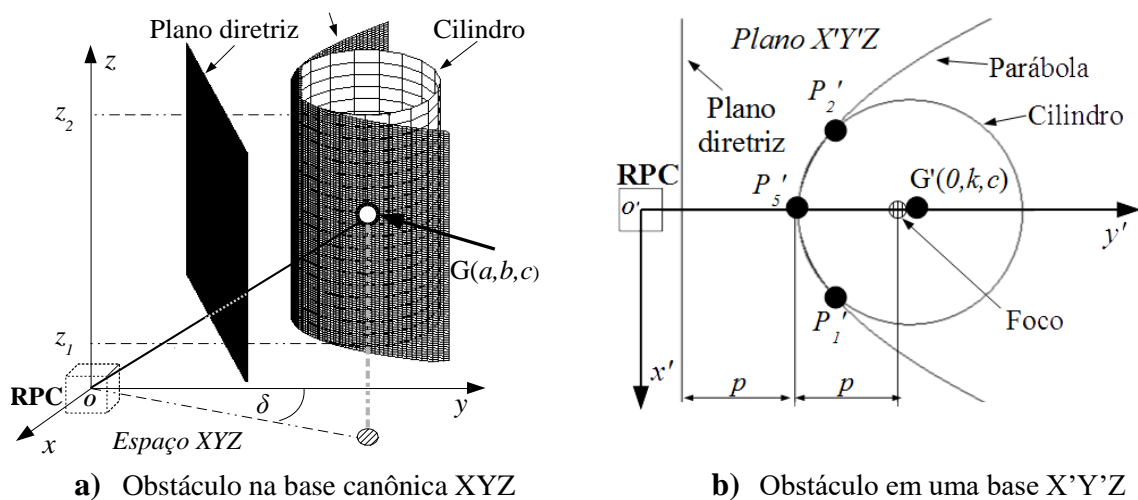 Plano diretriz
Cilindro
z
z₂
G(a,b,c)
z₁
RPC
o
δ
y
x
Espaço XYZ
a) Obstáculo na base canônica XYZ
Plano X'Y'Z
Parábola
P₂'
Plano
diretriz
Cilindro
RPC
P₅'
G'(0,k,c)
o'
y'
P₁'
Foco
x'
p
p
b) Obstáculo em uma base X’Y’Z